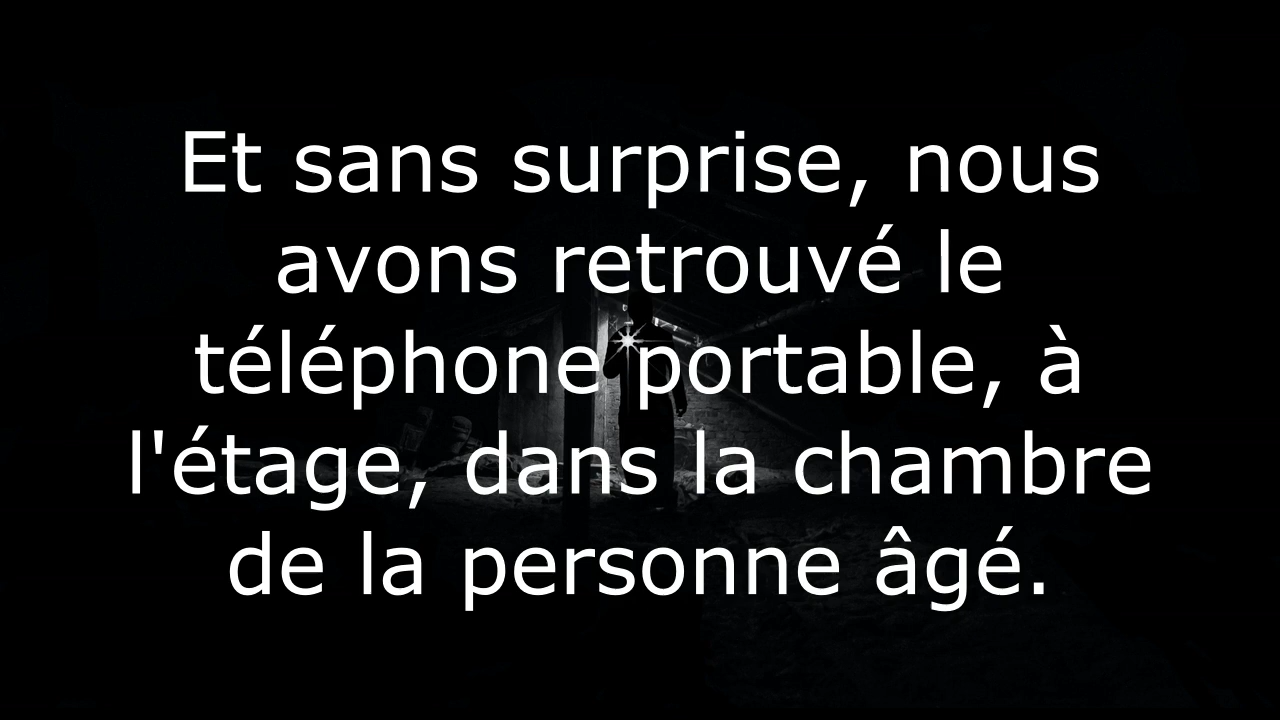 Et sans surprise, nous
avons retrouvé le
téléphone portable, à
l'étage, dans la chambre
de la personne âgé.